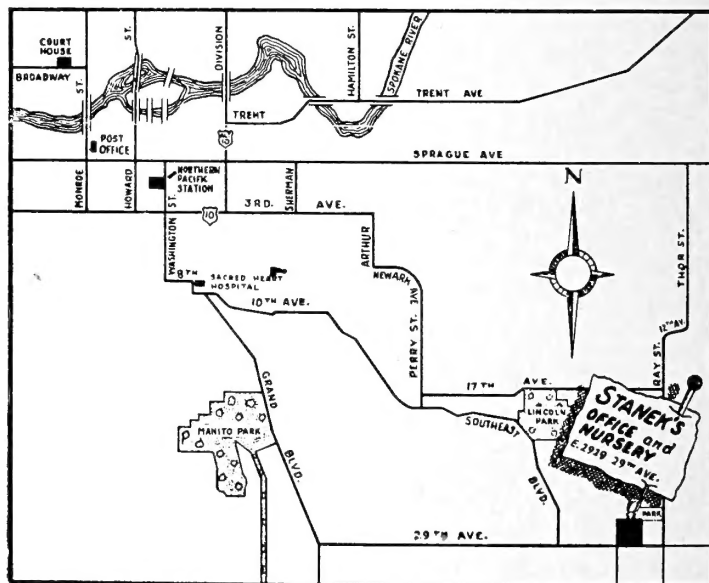 COURT
HOUSE
BROADWAY
ST.
ST.
DIVISION
HAMILTON ST.
SPOKANE RIVER
TRENT AVE
TRENT
POST
OFFICE
SPRAGUE AVE
NORTHERN
PACIFIC
STATION
MONROE
HOWARD
WASHINGTON ST.
10
3RD. AVE.
SHERMAN
ARTHUR
NEWARK AVE
PERRY ST.
N
THOR ST.
12TH AV.
RAY ST.
8TH
SACRED HEART
HOSPITAL
10TH AVE.
GRAND BLVD.
MANITO PARK
17TH AVE.
LINCOLN
PARK
SOUTHEAST BLVD.
STANEK'S
OFFICE and
NURSERY
E. 2929 29TH AVE.
PARK
29TH AVE.